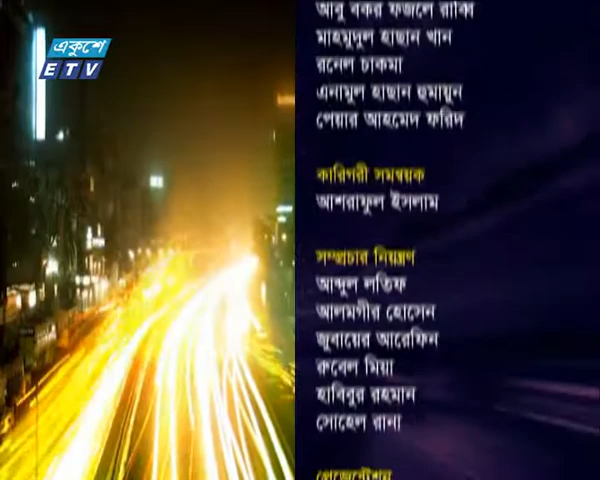 একুশে
ETV
আবু বকর ফজলে রাব্বি
মাহমুদুল হাছান খান
রনেল চাকমা
এনামুল হাছান হুমায়ুন
পেয়ার আহমেদ ফরিদ
কারিগরী সমন্বয়ক
আশরাফুল ইসলাম
সম্প্রচার নিয়ন্ত্রণ
আব্দুল লতিফ
আলমগীর হোসেন
জুবায়ের আরেফিন
রুবেল মিয়া
হাবিবুর রহমান
সোহেল রানা
প্রেজেন্টেশন